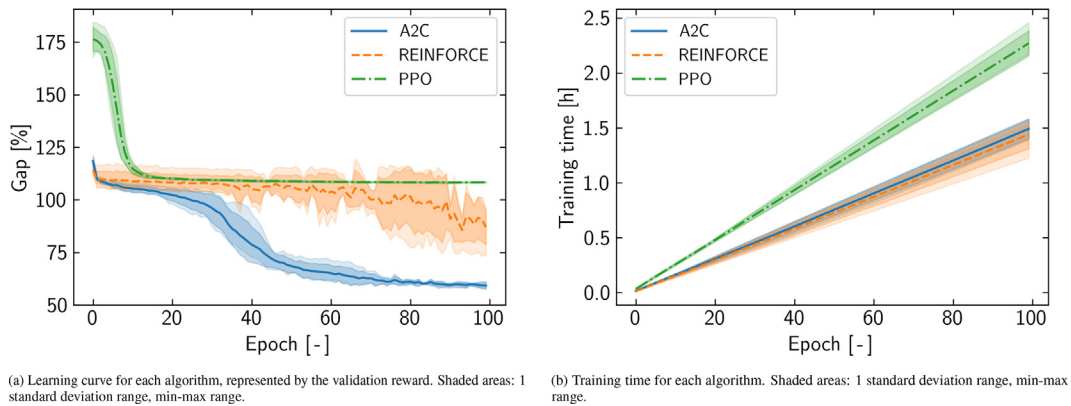 A2C
REINFORCE
PPO
175
150
125
100
75
50
Gap [%]
0
20
40
60
80
100
Epoch [-]
A2C
REINFORCE
PPO
2.5
2.0
1.5
1.0
0.5
0.0
Training time [h]
0
20
40
60
80
100
Epoch [-]
(a) Learning curve for each algorithm, represented by the validation reward. Shaded areas: 1
standard deviation range, min-max range.
(b) Training time for each algorithm. Shaded areas: 1 standard deviation range, min-max
range.